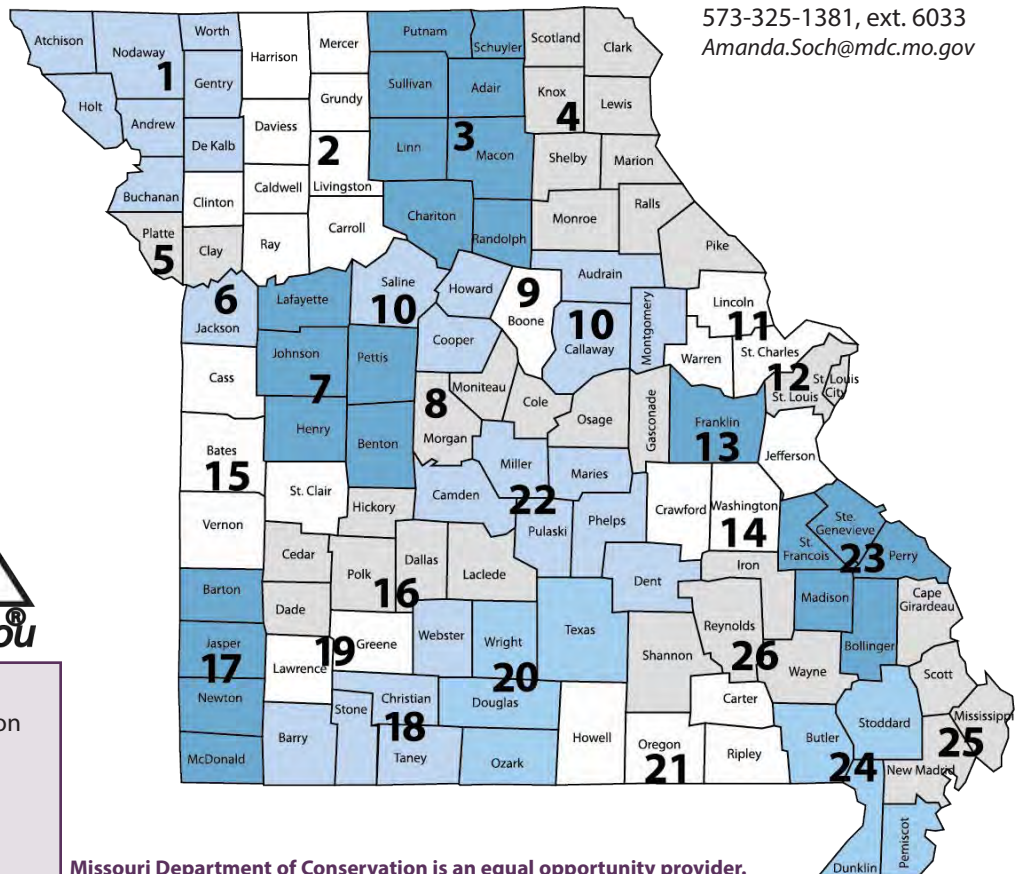 573-325-1381, ext. 6033
Amanda.Soch@mdc.mo.gov
Atchison
Nodaway
1
Worth
Harrison
Mercer
Putnam
Schuyler
Scotland
Clark
Holt
Andrew
Gentry
De Kalb
Daviess
Grundy
2
Sullivan
Adair
Knox
4
Lewis
Linn
3
Macon
Shelby
Marion
Buchanan
Clinton
Caldwell
Livingston
Platte
5
Clay
Ray
Carroll
Chariton
Randolph
Monroe
Ralls
Pike
6
Jackson
Lafayette
Saline
10
Howard
9
Boone
Audrain
10
Callaway
Montgomery
Lincoln
11
Warren
St. Charles
12
St. Louis
St. Louis
City
Cass
Johnson
7
Pettis
Cooper
Moniteau
8
Morgan
Cole
Osage
Gasconade
Franklin
13
Jefferson
Bates
15
Henry
Benton
Miller
Maries
22
Camden
Pulaski
Phelps
Crawford
Washington
14
St. Clair
Hickory
Vernon
Cedar
Polk
16
Dallas
Laclede
Dent
Iron
St.
Francois
Ste.
Genevieve
23
Perry
Barton
Dade
Madison
Bollinger
Cape
Girardeau
Jasper
17
Lawrence
19
Greene
Webster
Wright
20
Texas
Shannon
Reynolds
26
Wayne
Scott
Newton
Stone
Christian
18
Taney
Douglas
Carter
Butler
24
Stoddard
Mississippi
25
New Madrid
McDonald
Barry
Ozark
Howell
Oregon
21
Ripley
Dunklin
Pemiscot
ou®
on
Missouri Department of Conservation is an equal opportunity provider.